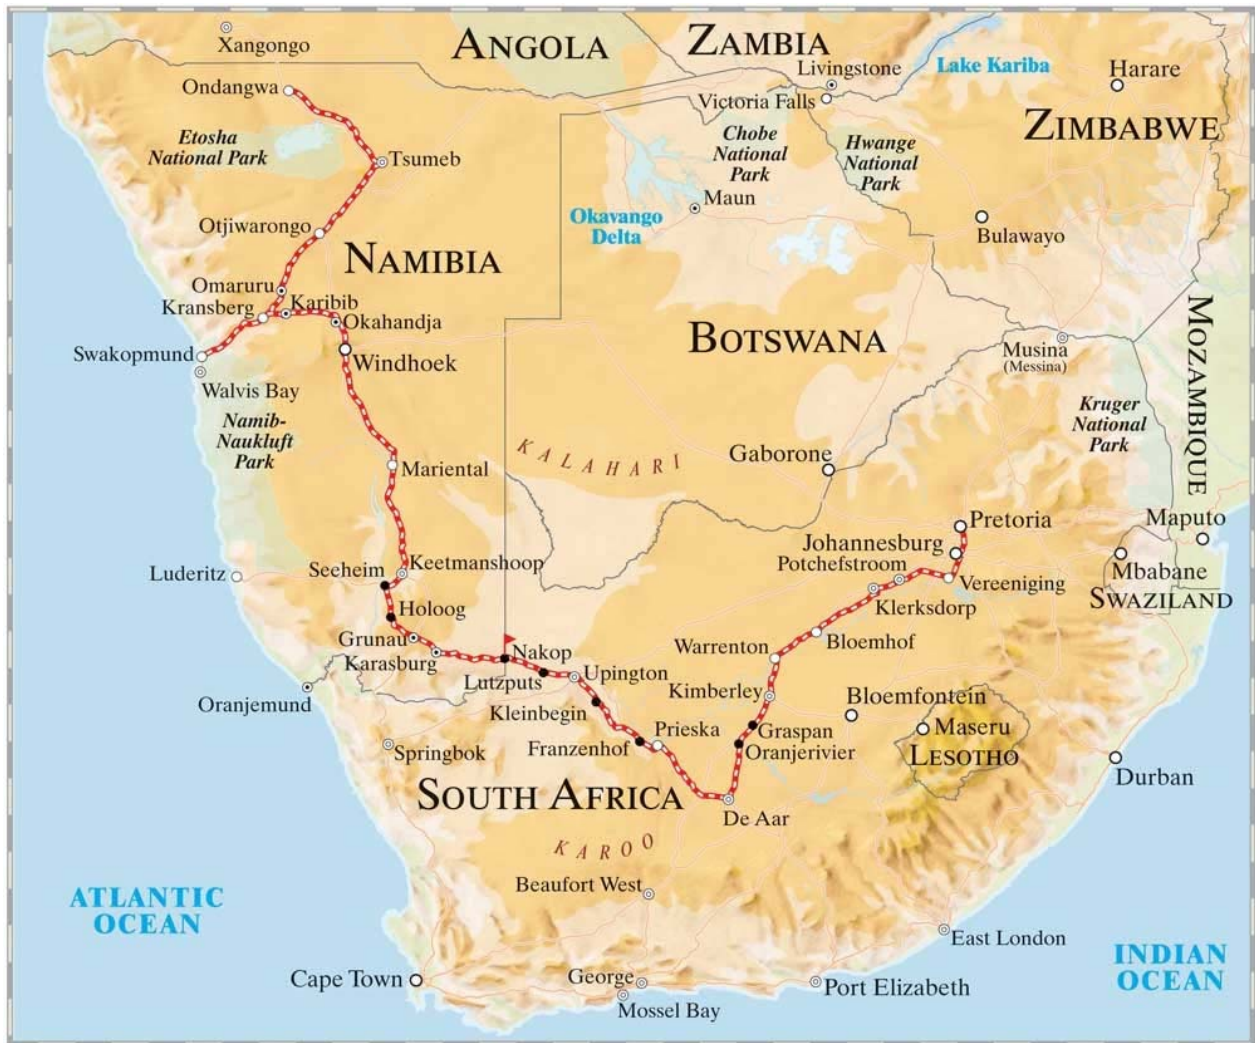 Xangongo
ANGOLA
ZAMBIA
Livingstone
Lake Kariba
Harare
Ondangwa
Victoria Falls
ZIMBABWE
Etosha
National Park
Tsumeb
Chobe
National
Park
Hwange
National
Park
Maun
Okavango
Delta
Bulawayo
Otjiwarongo
NAMIBIA
Omaruru
Kransberg
Karibib
Okahandja
MOZAMBIQUE
Swakopmund
Windhoek
BOTSWANA
Musina
(Messina)
Walvis Bay
Namib-
Naukluft
Park
Kruger
National
Park
KALAHARI
Gaborone
Mariental
Pretoria
Maputo
Johannesburg
Potchefstroom
Luderitz
Seeheim
Keetmanshoop
Vereeniging
Mbabane
SWAZILAND
Klerksdorp
Holoog
Grunau
Karasburg
Nakop
Lutzputs
Upington
Warrenton
Bloemhof
Oranjemund
Kleinbegin
Kimberley
Bloemfontein
Springbok
Franzenhof
Prieska
Graspan
Oranjerivier
Maseru
LESOTHO
Durban
SOUTH AFRICA
De Aar
KAROO
Beaufort West
ATLANTIC
OCEAN
East London
INDIAN
OCEAN
Cape Town
George
Port Elizabeth
Mossel Bay